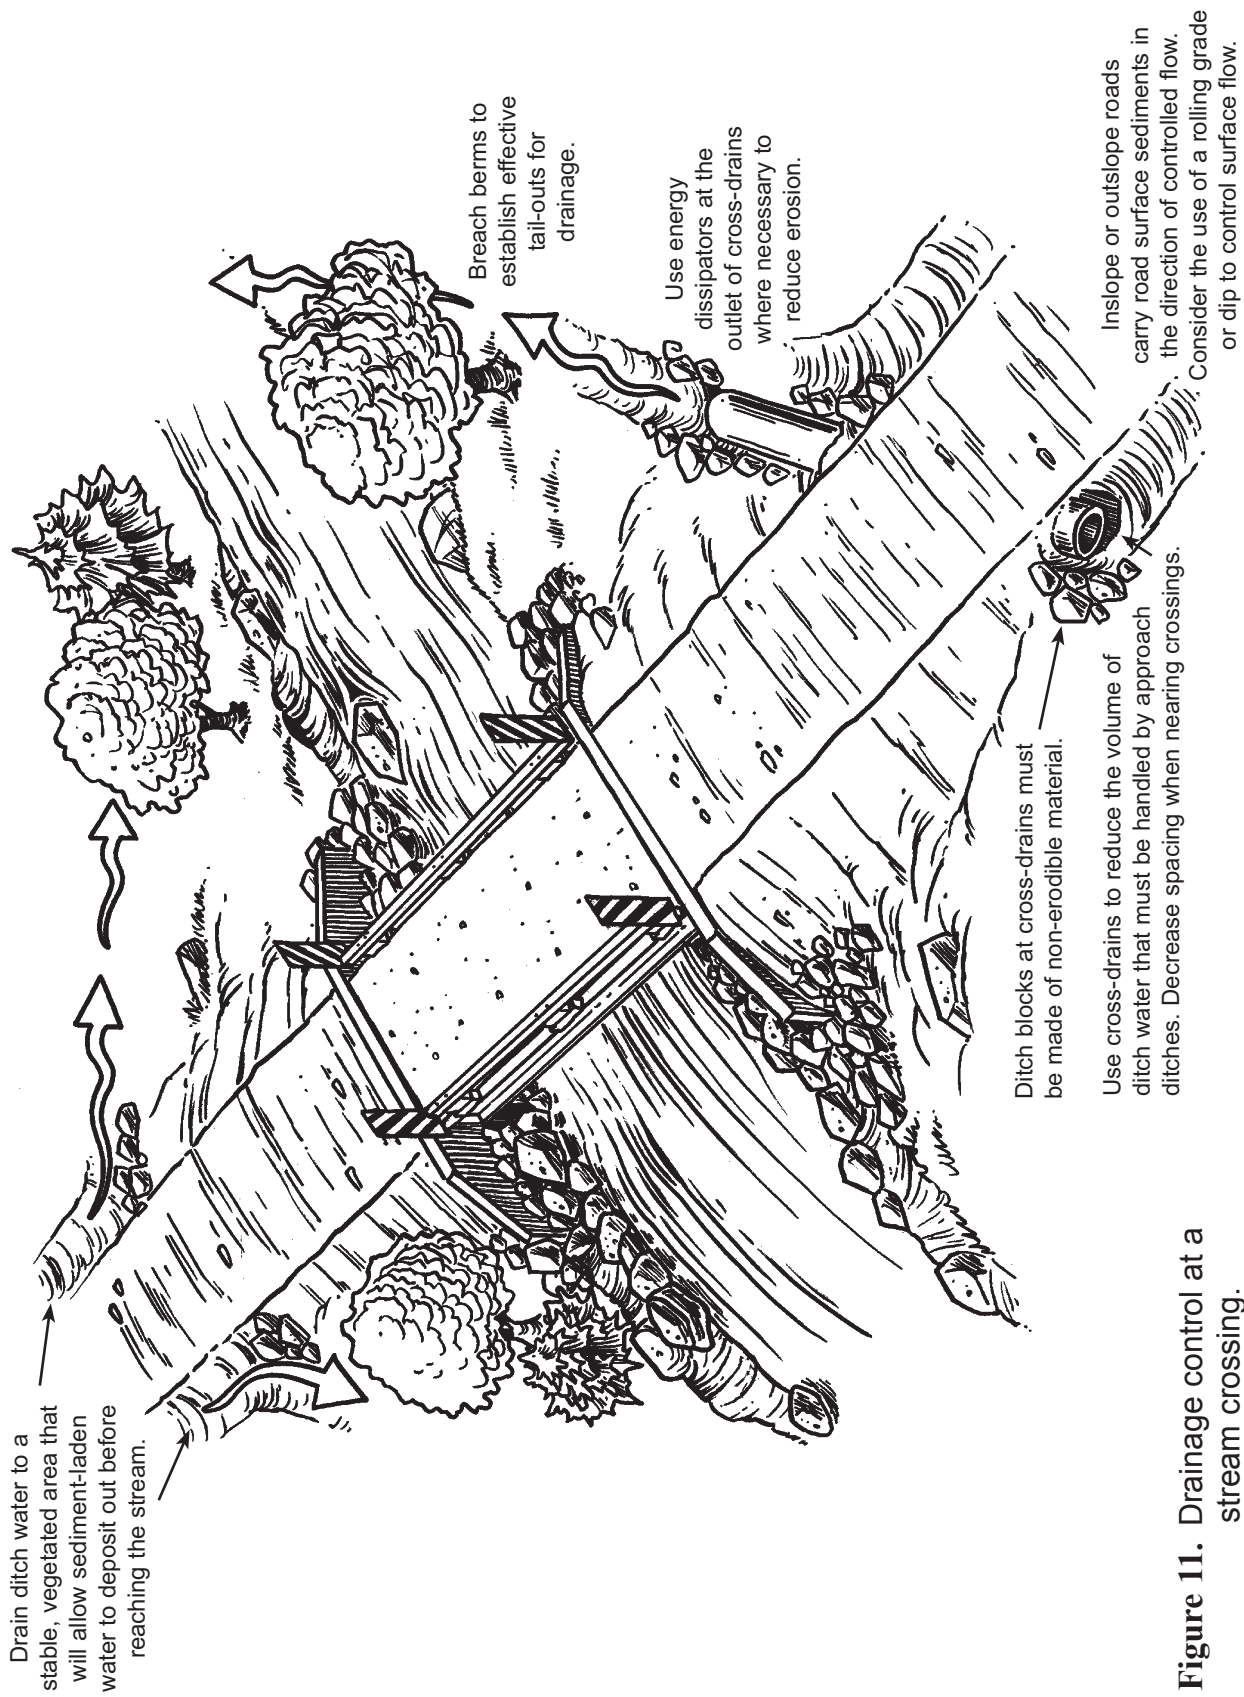 Drain ditch water to a
stable, vegetated area that
will allow sediment-laden
water to deposit out before
reaching the stream.
Breach berms to
establish effective
tail-outs for
drainage.
Use energy
dissipators at the
outlet of cross-drains
where necessary to
reduce erosion.
Ditch blocks at cross-drains must
be made of non-erodible material.
Use cross-drains to reduce the volume of
ditch water that must be handled by approach
ditches. Decrease spacing when nearing crossings.
Inslope or outslope roads
carry road surface sediments in
the direction of controlled flow.
Consider the use of a rolling grade
or dip to control surface flow.
Figure 11. Drainage control at a
stream crossing.